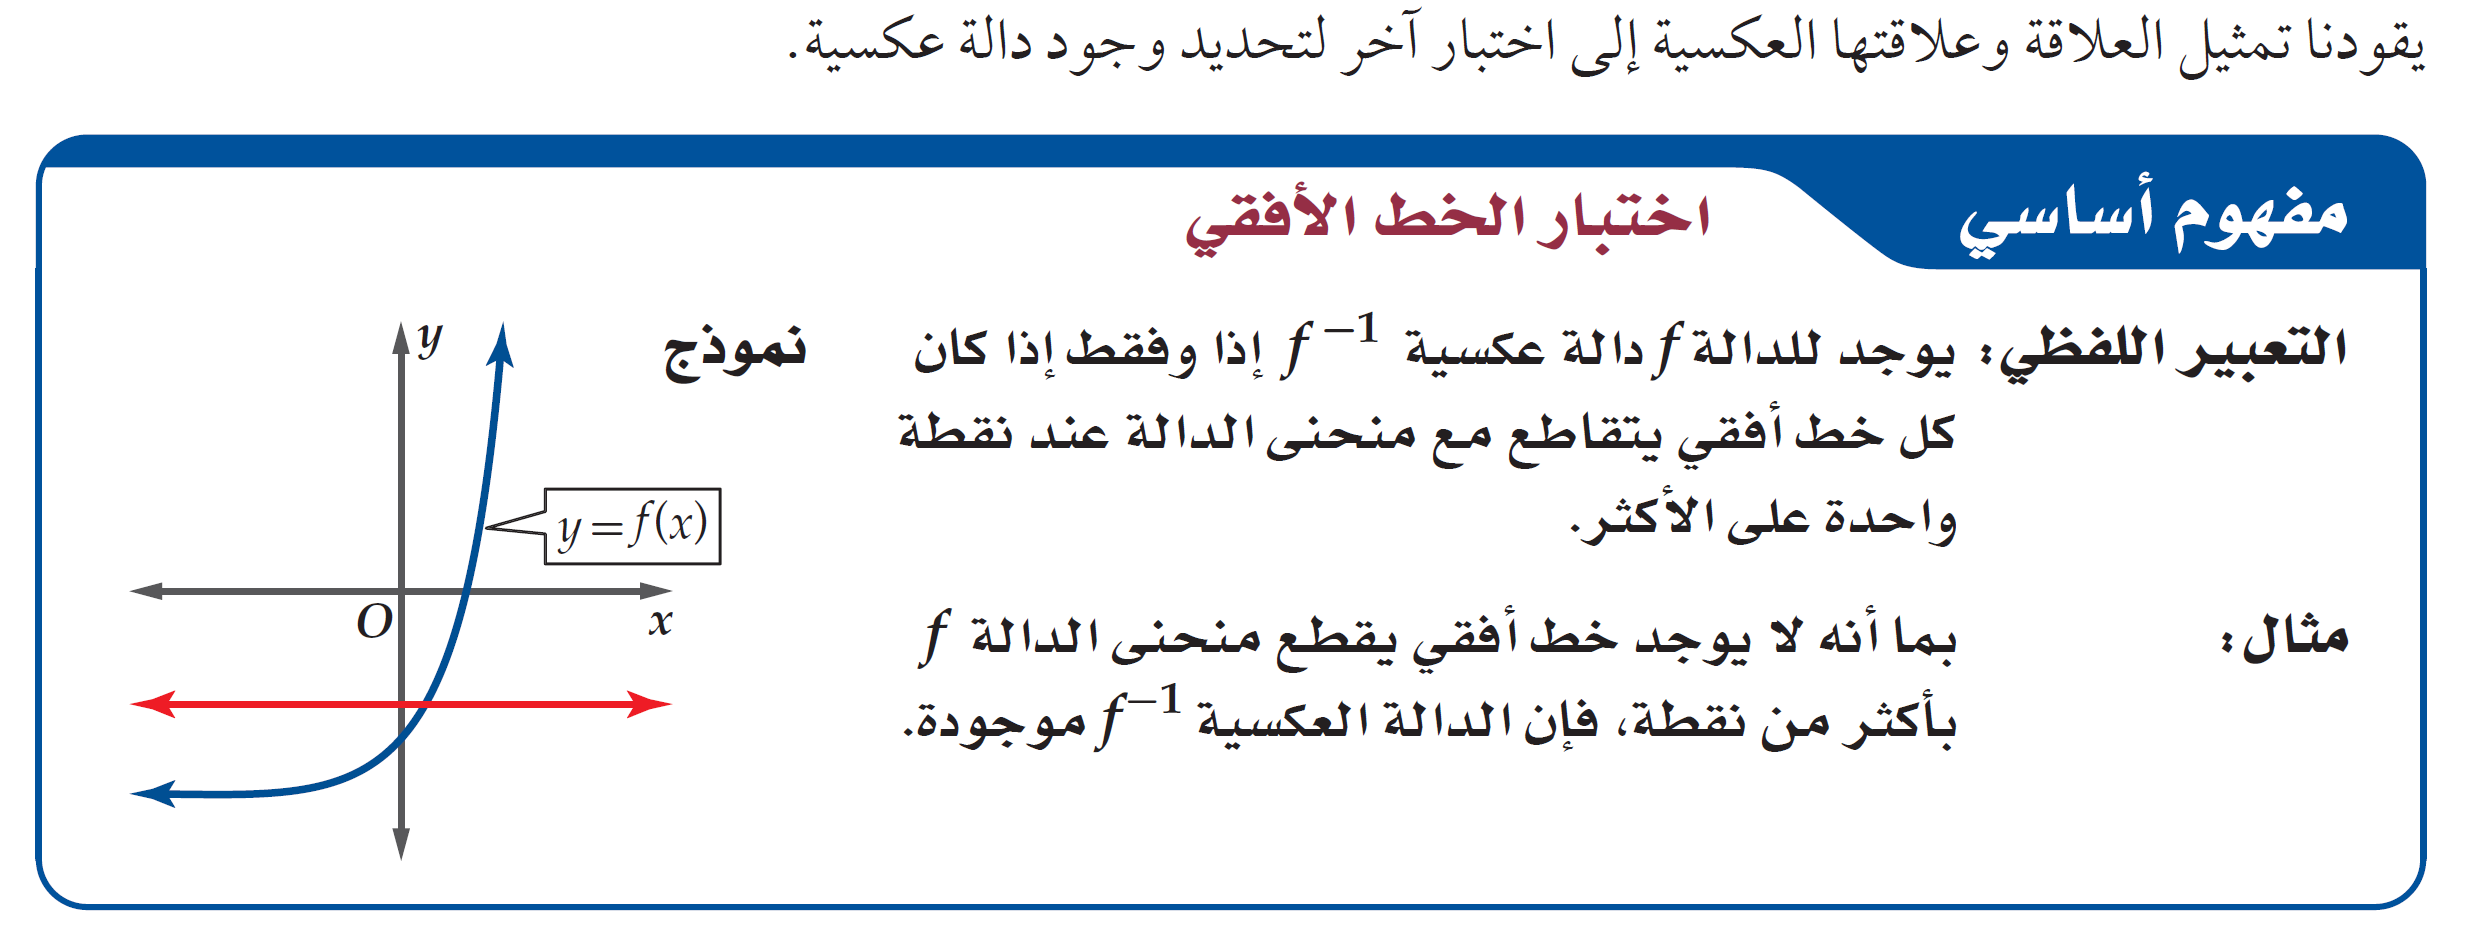 يقودنا تمثيل العلاقة وعلاقتها العكسية إلى اختبار آخر لتحديد وجود دالة عكسية.
مفهوم أساسي
اختبار الخط الأفقي
التعبير اللفظي: يوجد للدالة f دالة عكسية f⁻¹ إذا وفقط إذا كان
كل خط أفقي يتقاطع مع منحنى الدالة عند نقطة
واحدة على الأكثر.
مثال: بما أنه لا يوجد خط أفقي يقطع منحنى الدالة f
بأكثر من نقطة، فإن الدالة العكسية f⁻¹ موجودة.
نموذج
y
y = f(x)
O
x